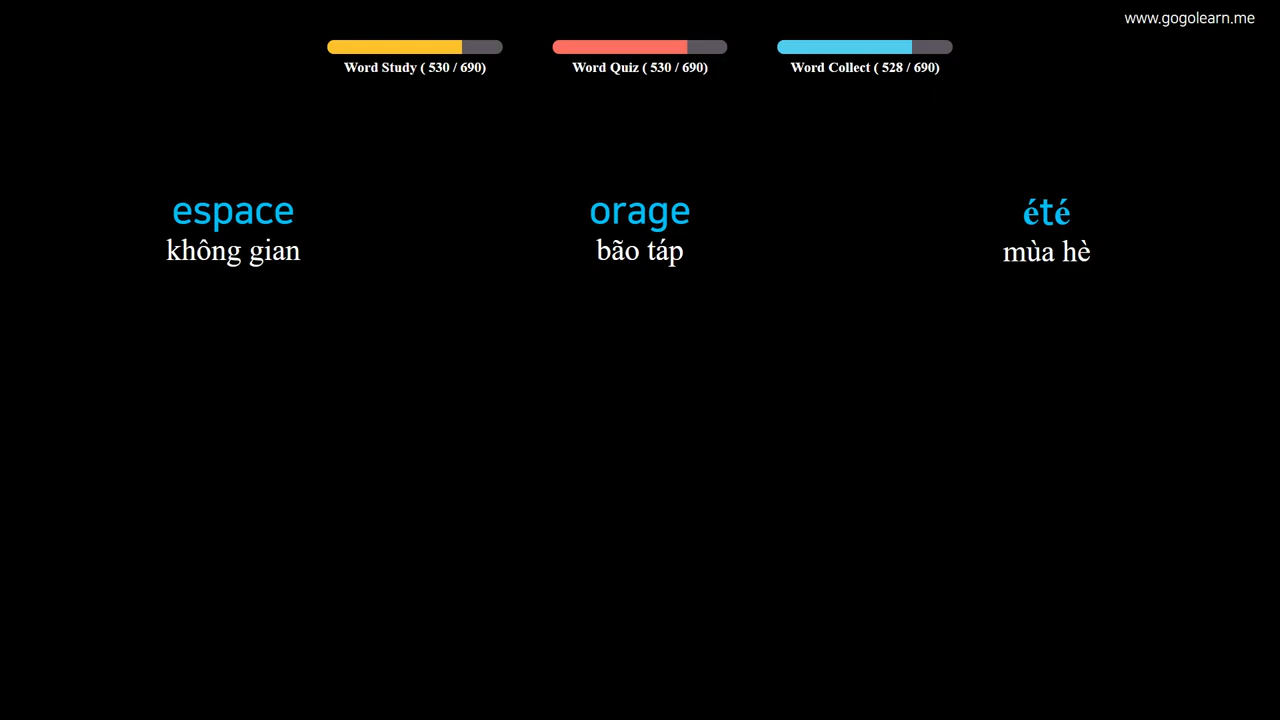 www.gogolearn.me
Word Study ( 530 / 690)
Word Quiz ( 530 / 690)
Word Collect ( 528 / 690)
espace
không gian
orage
bão táp
été
mùa hè